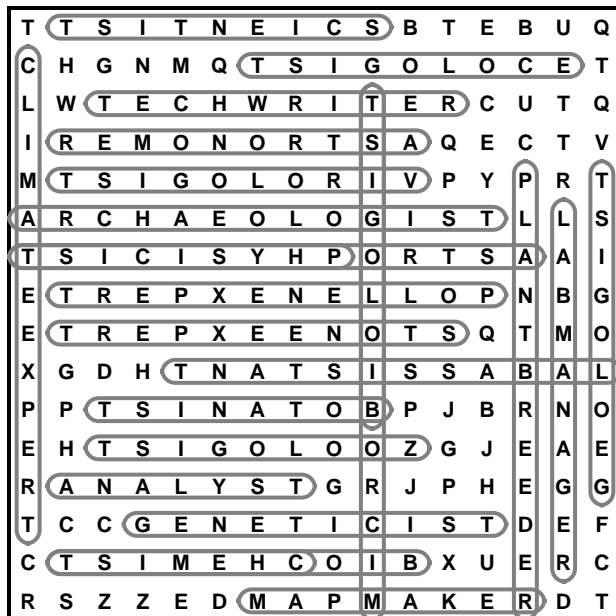 T T S I T N E I C S B T E B U Q
C H G N M Q T S I G O L O C E T
L W T E C H W R I T E R C U T Q
I R E M O N O R T S A Q E C T V
M T S I G O L O R I V P Y P R T
A R C H A E O L O G I S T L L S
T S I C I S Y H P O R T S A A I
E T R E P X E N E L L O P N B G
E T R E P X E E N O T S Q T M O
X G D H T N A T S I S S A B A L
P P T S I N A T O B P J B R N O
E H T S I G O L O O Z G J E A E
R A N A L Y S T G R J P H E G G
T C C G E N E T I C I S T D E F
C T S I M E H C O I B X U E R C
R S Z Z E D M A P M A K E R D T